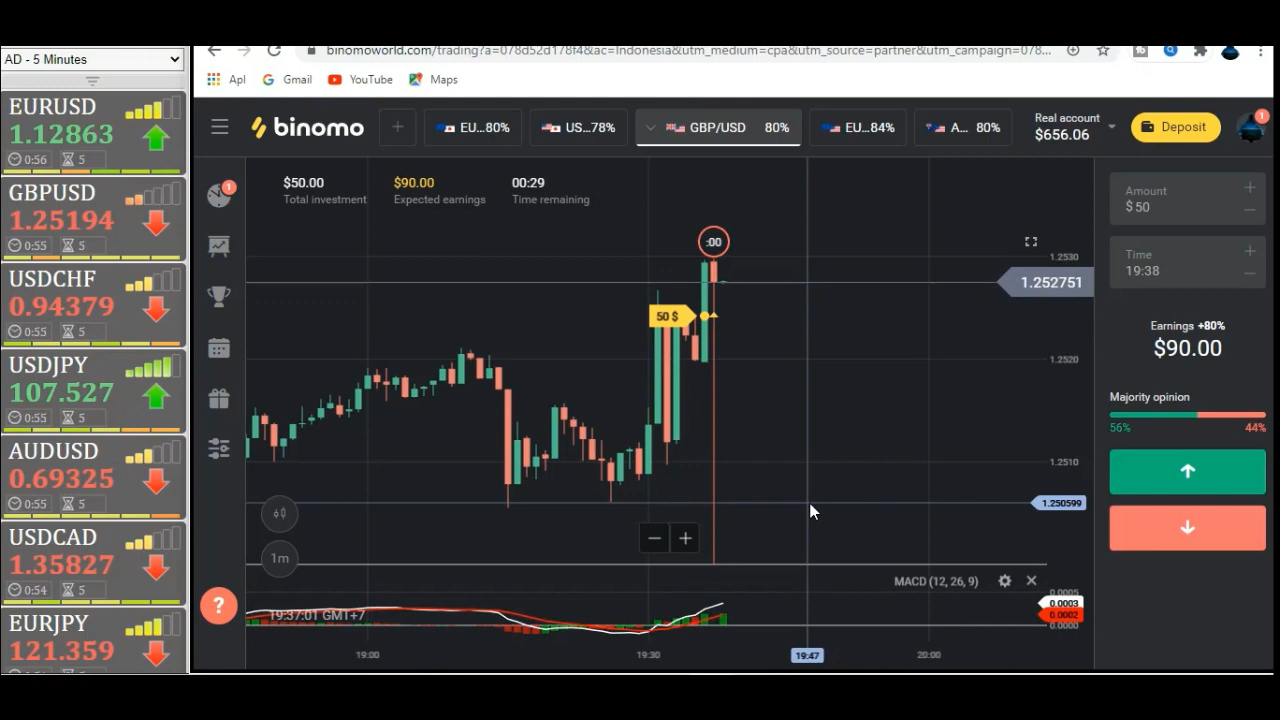 AD - 5 Minutes
EURUSD
1.12863
0:56 5
GBPUSD
1.25194
0:55 5
USDCHF
0.94379
0:55 5
USDJPY
107.527
0:55 5
AUDUSD
0.69325
0:55 5
USDCAD
1.35827
0:54 5
EURJPY
121.359
binomoworld.com/trading?a=078d52d178f4&ac=Indonesia&utm_medium=cpa&utm_source=partner&utm_campaign=078...
Apl Gmail YouTube Maps
binomo
+ EU...80% US...78% GBP/USD 80% EU...84% A... 80%
Real account
$656.06
Deposit
1
1
$50.00
Total investment
$90.00
Expected earnings
00:29
Time remaining
:00
50 $
1.2530
1.252751
1.2520
1.2510
1.250599
1m
− +
MACD (12, 26, 9)
19:37:01 GMT+7
0.0005
0.0003
0.0002
0.0000
19:00 19:30 19:47 20:00
?
Amount
$ 50
+
−
Time
19:38
+
−
Earnings +80%
$90.00
Majority opinion
56% 44%